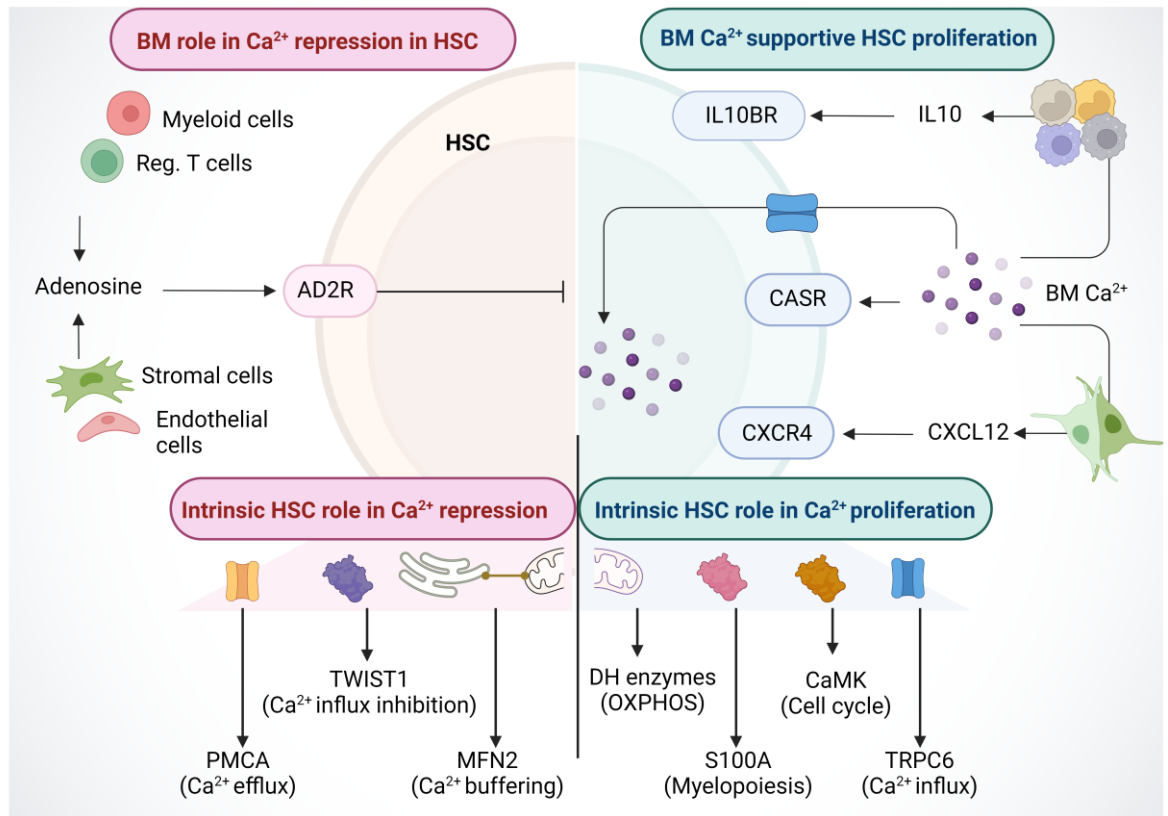 BM role in Ca²⁺ repression in HSC
BM Ca²⁺ supportive HSC proliferation
Myeloid cells
Reg. T cells
HSC
Adenosine
AD2R
Stromal cells
Endothelial
cells
IL10BR
IL10
CASR
BM Ca²⁺
CXCR4
CXCL12
Intrinsic HSC role in Ca²⁺ repression
Intrinsic HSC role in Ca²⁺ proliferation
TWIST1
(Ca²⁺ influx inhibition)
PMCA
(Ca²⁺ efflux)
MFN2
(Ca²⁺ buffering)
DH enzymes
(OXPHOS)
CaMK
(Cell cycle)
S100A
(Myelopoiesis)
TRPC6
(Ca²⁺ influx)